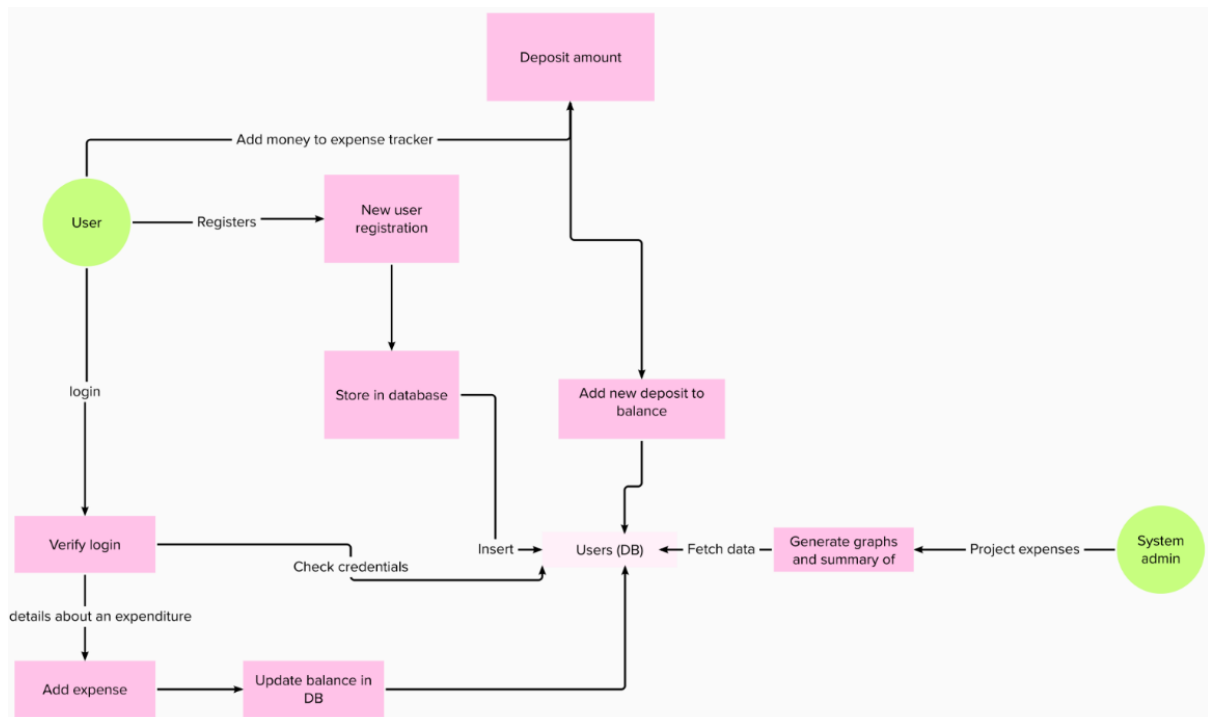 Deposit amount
Add money to expense tracker
User
Registers
New user
registration
login
Store in database
Add new deposit to
balance
Verify login
Check credentials
Insert
Users (DB)
Fetch data
Generate graphs
and summary of
Project expenses
System
admin
details about an expenditure
Add expense
Update balance in
DB